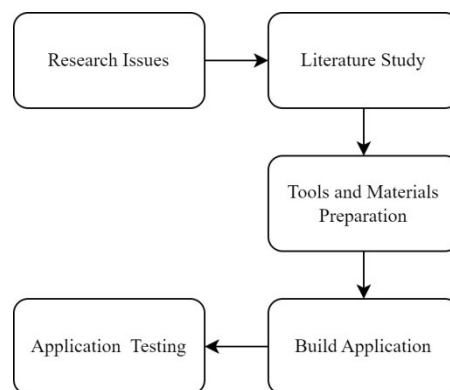 Research Issues
Literature Study
Tools and Materials
Preparation
Build Application
Application Testing